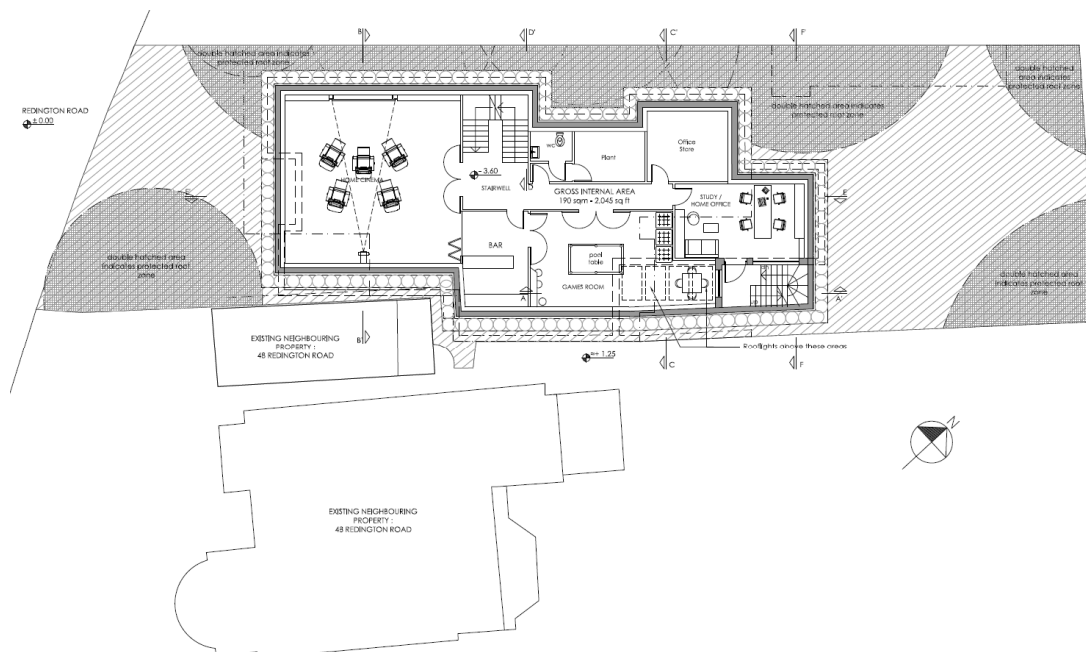 B
D'
C'
F'
double hatched area indicates
protected root zone
double hatched
area indicates
protected root zone
REDINGTON ROAD
± 0.00
double hatched area indicates
protected root zone
WC
Plant
Office
Store
HOME CINEMA
- 3.60
STAIRWELL
GROSS INTERNAL AREA
190 sqm - 2,045 sq ft
STUDY /
HOME OFFICE
E
E'
BAR
pool
table
double hatched area
indicates protected root
zone
GAMES ROOM
double hatched area
indicates protected root
zone
A
A'
EXISTING NEIGHBOURING
PROPERTY :
48 REDINGTON ROAD
B'
Rooflights above these areas
=+ 1.25
C
F
N
EXISTING NEIGHBOURING
PROPERTY :
48 REDINGTON ROAD